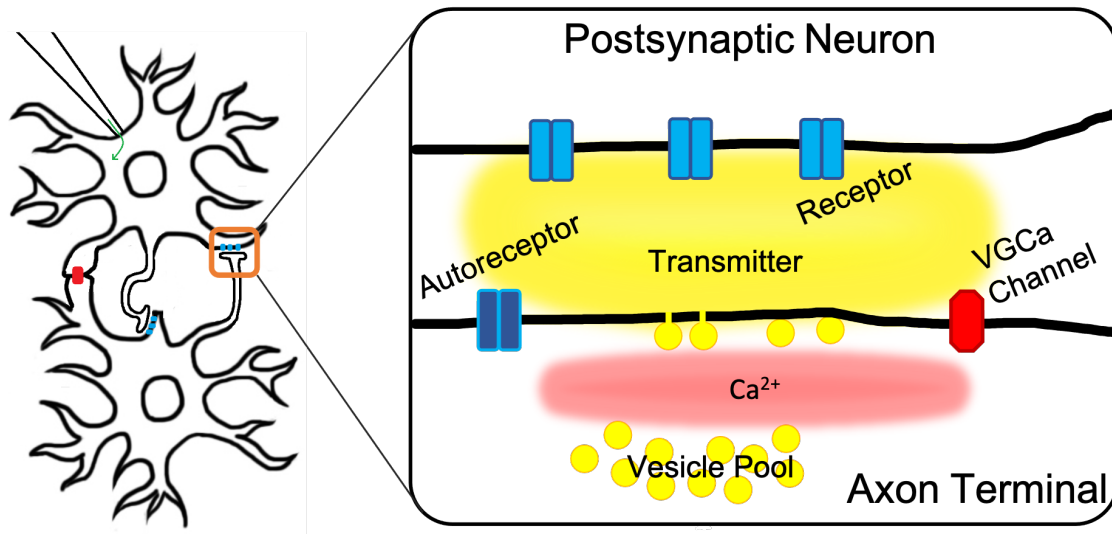 Postsynaptic Neuron
Receptor
Autoreceptor
Transmitter
VGCa
Channel
Ca²⁺
Vesicle Pool
Axon Terminal